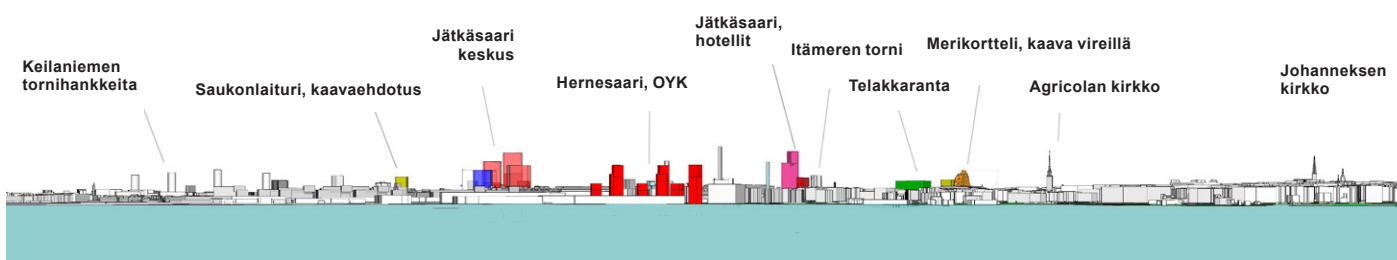 Keilaniemen
tornihankkeita
Saukonlaituri, kaavaehdotus
Jätkäsaari
keskus
Hernesaari, OYK
Jätkäsaari,
hotellit
Itämeren torni
Telakkaranta
Merikortteli, kaava vireillä
Agricolan kirkko
Johanneksen
kirkko